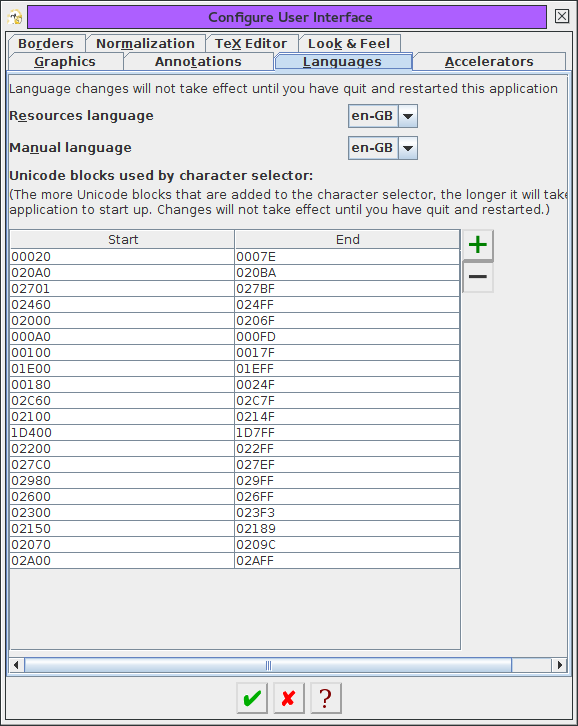 Configure User Interface
Borders Normalization TeX Editor Look & Feel
Graphics Annotations Languages Accelerators
Language changes will not take effect until you have quit and restarted this application
Resources language en-GB
Manual language en-GB
Unicode blocks used by character selector:
(The more Unicode blocks that are added to the character selector, the longer it will take
application to start up. Changes will not take effect until you have quit and restarted.)
Start End
00020 0007E
020A0 020BA
02701 027BF
02460 024FF
02000 0206F
000A0 000FD
00100 0017F
01E00 01EFF
00180 0024F
02C60 02C7F
02100 0214F
1D400 1D7FF
02200 022FF
027C0 027EF
02980 029FF
02600 026FF
02300 023F3
02150 02189
02070 0209C
02A00 02AFF
?